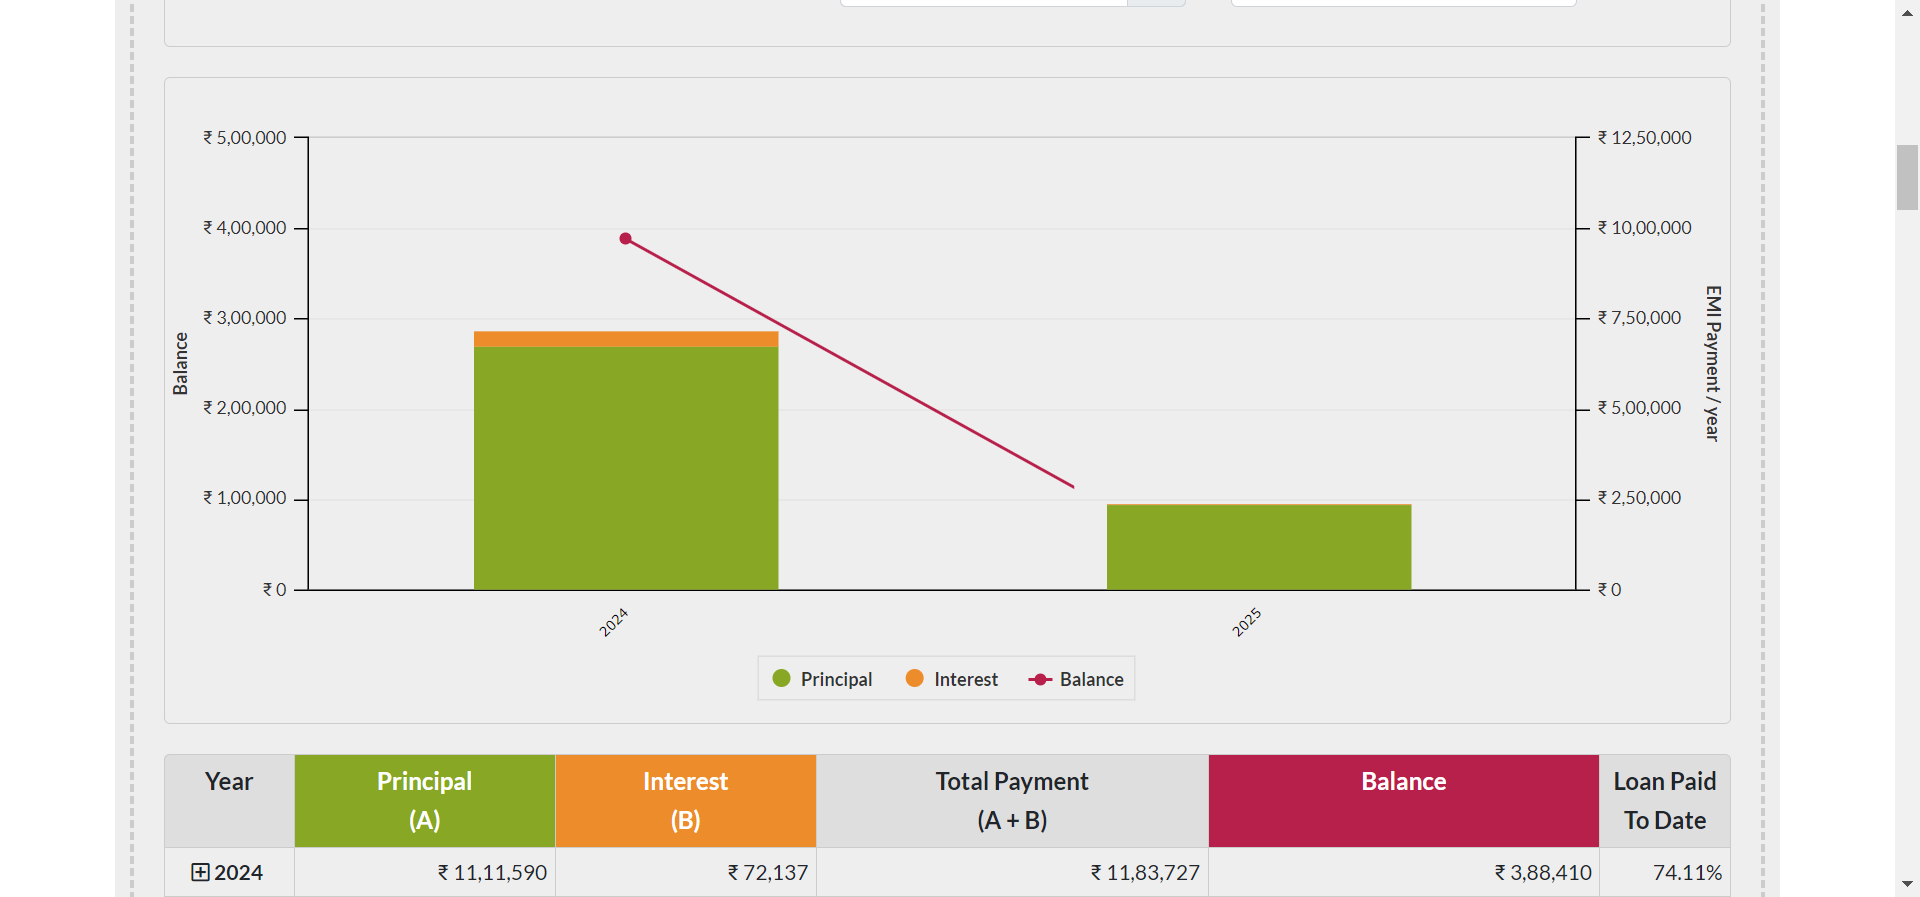 ₹ 5,00,000
₹ 4,00,000
₹ 3,00,000
₹ 2,00,000
₹ 1,00,000
₹ 0
Balance
₹ 12,50,000
₹ 10,00,000
₹ 7,50,000
₹ 5,00,000
₹ 2,50,000
₹ 0
EMI Payment / year
2024
2025
Principal
Interest
Balance
Year
Principal
(A)
Interest
(B)
Total Payment
(A + B)
Balance
Loan Paid
To Date
2024
₹ 11,11,590
₹ 72,137
₹ 11,83,727
₹ 3,88,410
74.11%